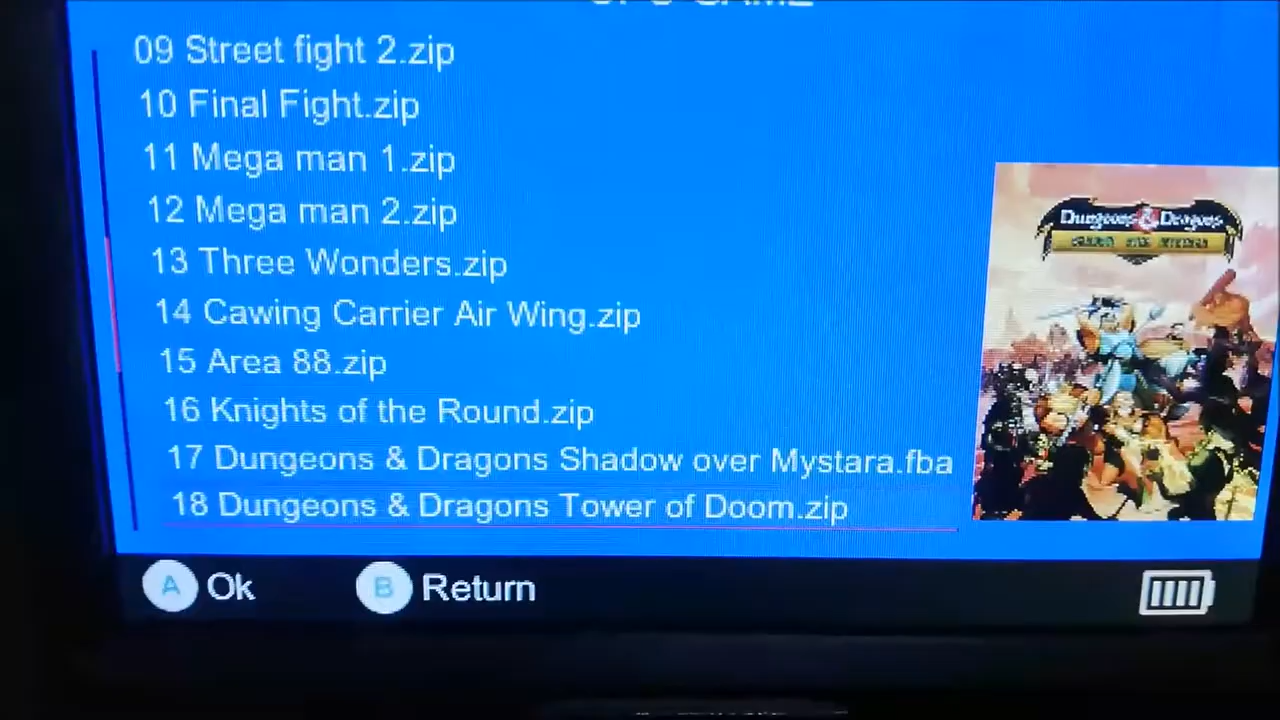 09 Street fight 2.zip
10 Final Fight.zip
11 Mega man 1.zip
12 Mega man 2.zip
13 Three Wonders.zip
14 Cawing Carrier Air Wing.zip
15 Area 88.zip
16 Knights of the Round.zip
17 Dungeons & Dragons Shadow over Mystara.fba
18 Dungeons & Dragons Tower of Doom.zip
Dungeons & Dragons
A Ok
B Return